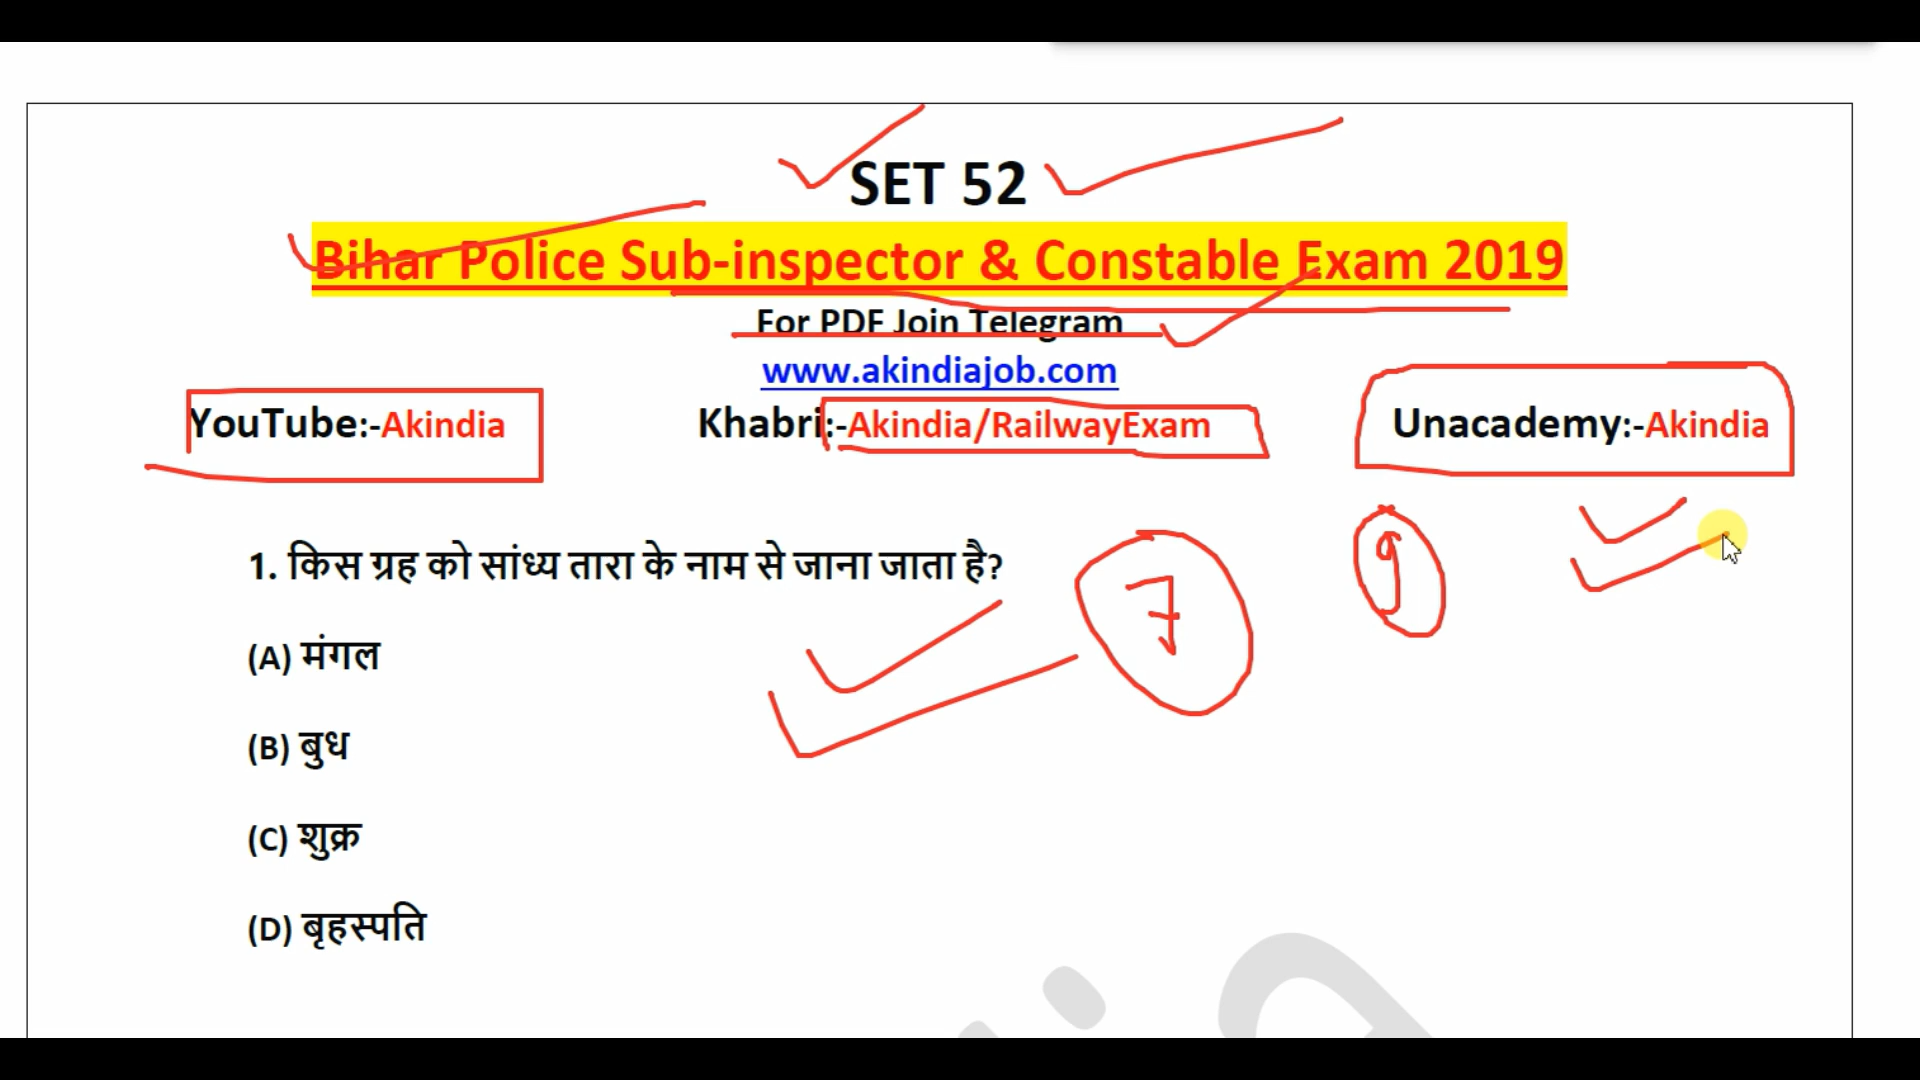 SET 52
Bihar Police Sub-inspector & Constable Exam 2019
For PDF Join Telegram
www.akindiajob.com
YouTube:-Akindia Khabri:-Akindia/RailwayExam Unacademy:-Akindia
1. किस ग्रह को सांध्य तारा के नाम से जाना जाता है?
7
9
(A) मंगल
(B) बुध
(C) शुक्र
(D) बृहस्पति